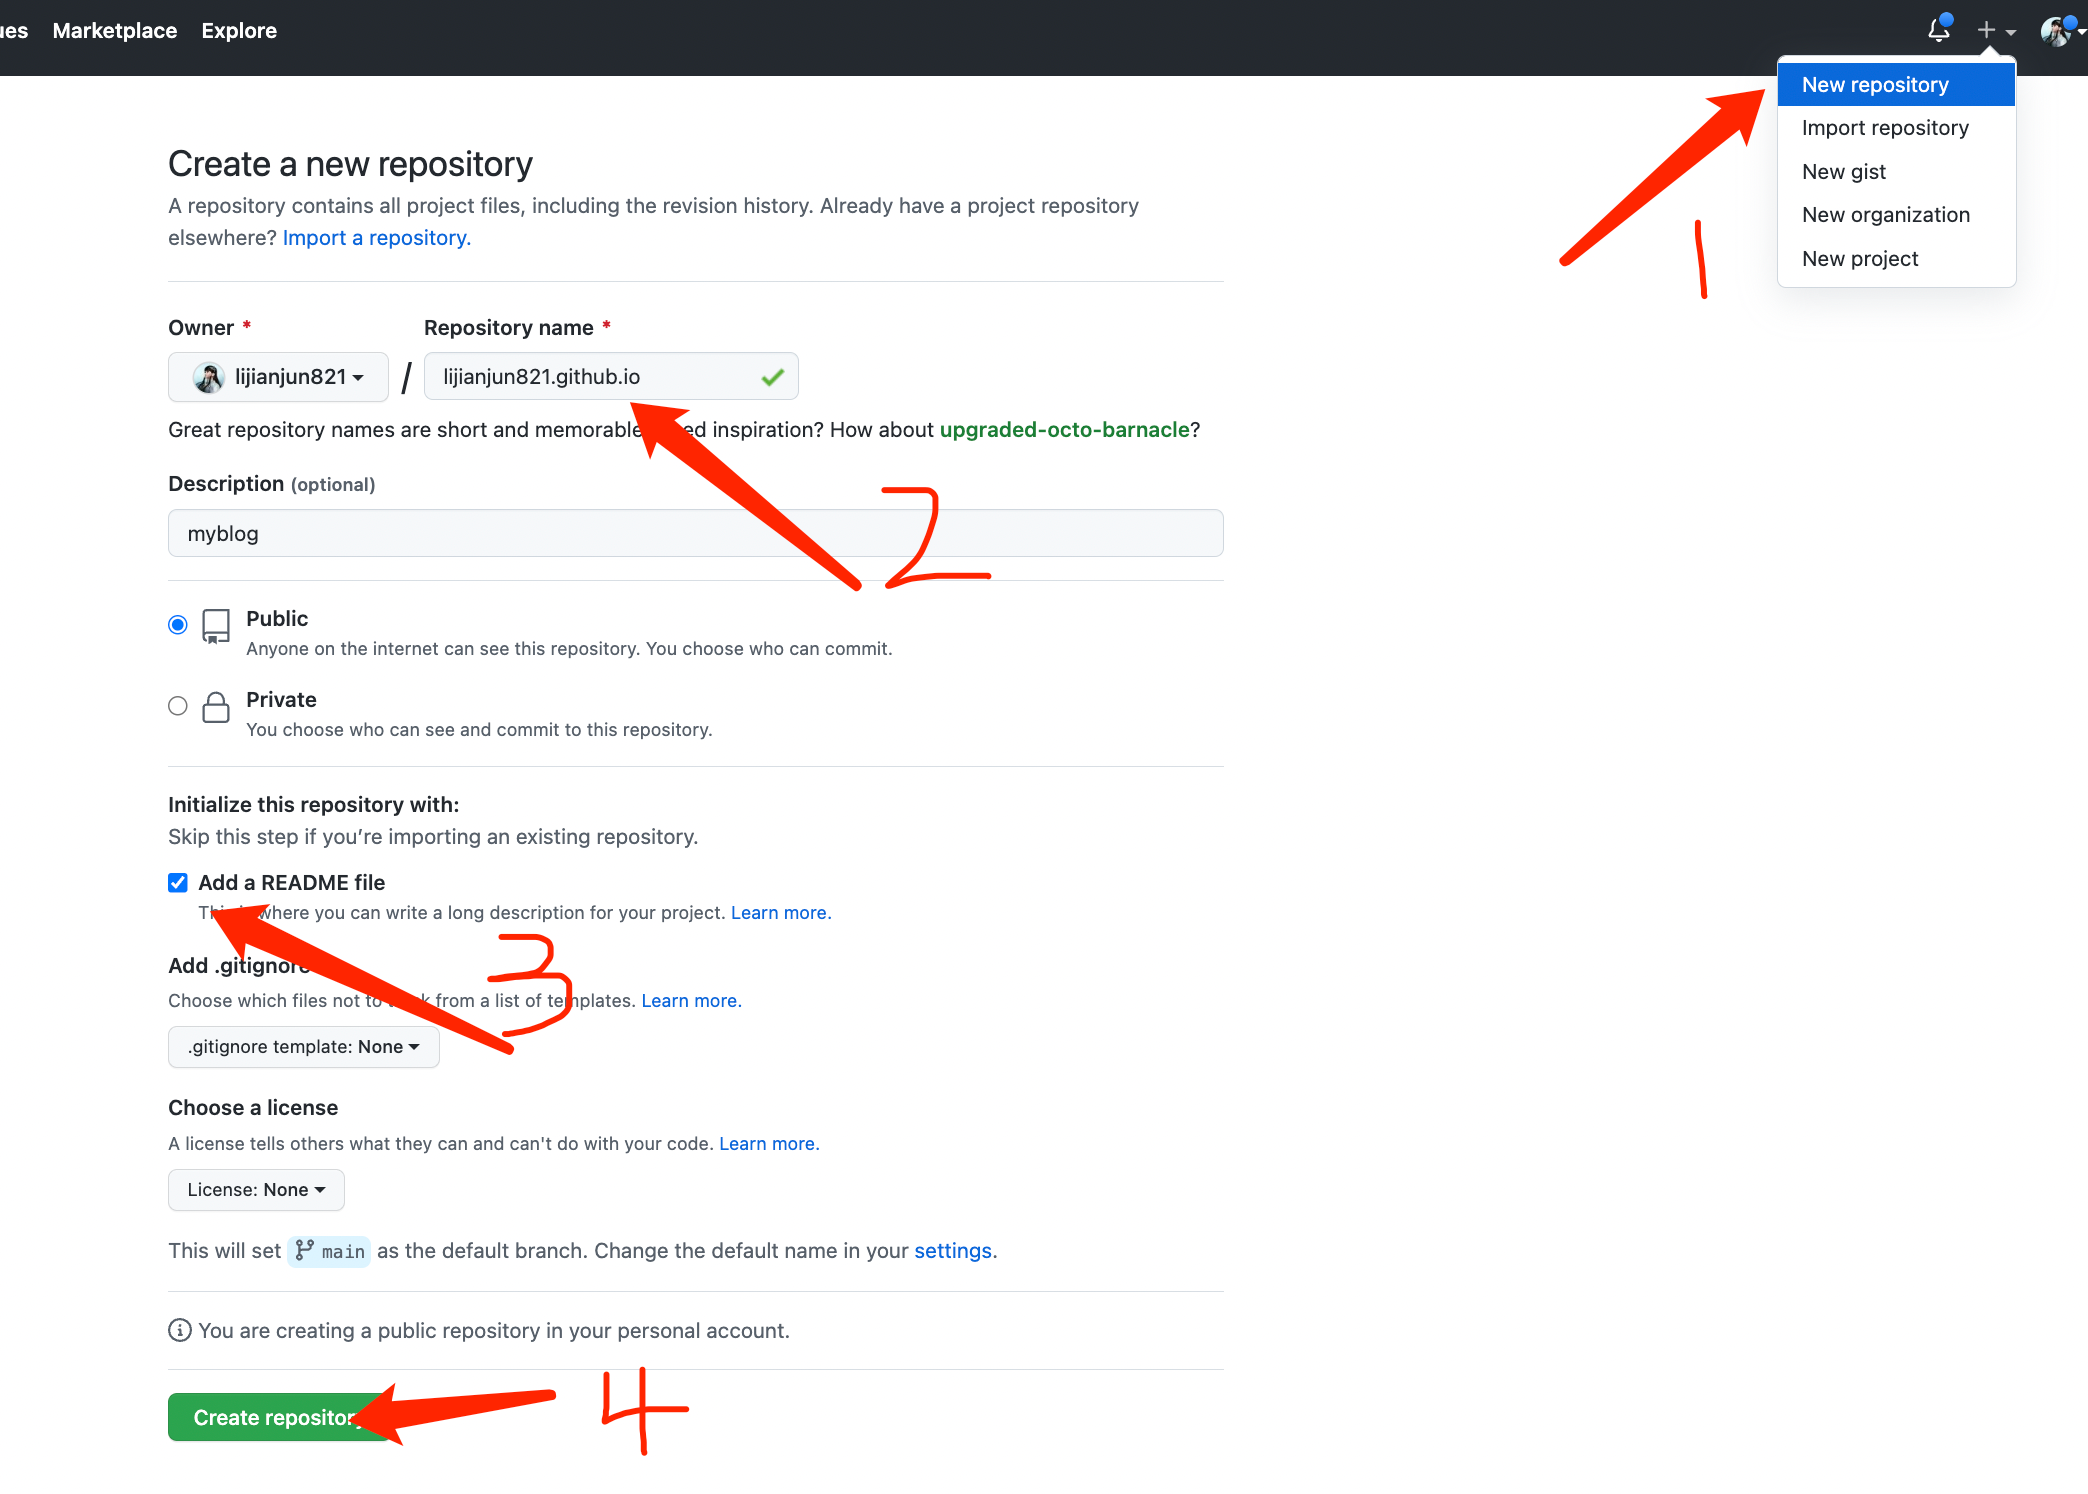 ues Marketplace Explore
New repository
Import repository
New gist
New organization
New project
1
Create a new repository
A repository contains all project files, including the revision history. Already have a project repository
elsewhere? Import a repository.
Owner * Repository name *
lijianjun821 / lijianjun821.github.io
Great repository names are short and memorable ed inspiration? How about upgraded-octo-barnacle?
2
Description (optional)
myblog
Public
Anyone on the internet can see this repository. You choose who can commit.
Private
You choose who can see and commit to this repository.
Initialize this repository with:
Skip this step if you’re importing an existing repository.
Add a README file
where you can write a long description for your project. Learn more.
3
Add .gitignore
Choose which files not to from a list of templates. Learn more.
.gitignore template: None
Choose a license
A license tells others what they can and can't do with your code. Learn more.
License: None
This will set main as the default branch. Change the default name in your settings.
You are creating a public repository in your personal account.
Create repository
4